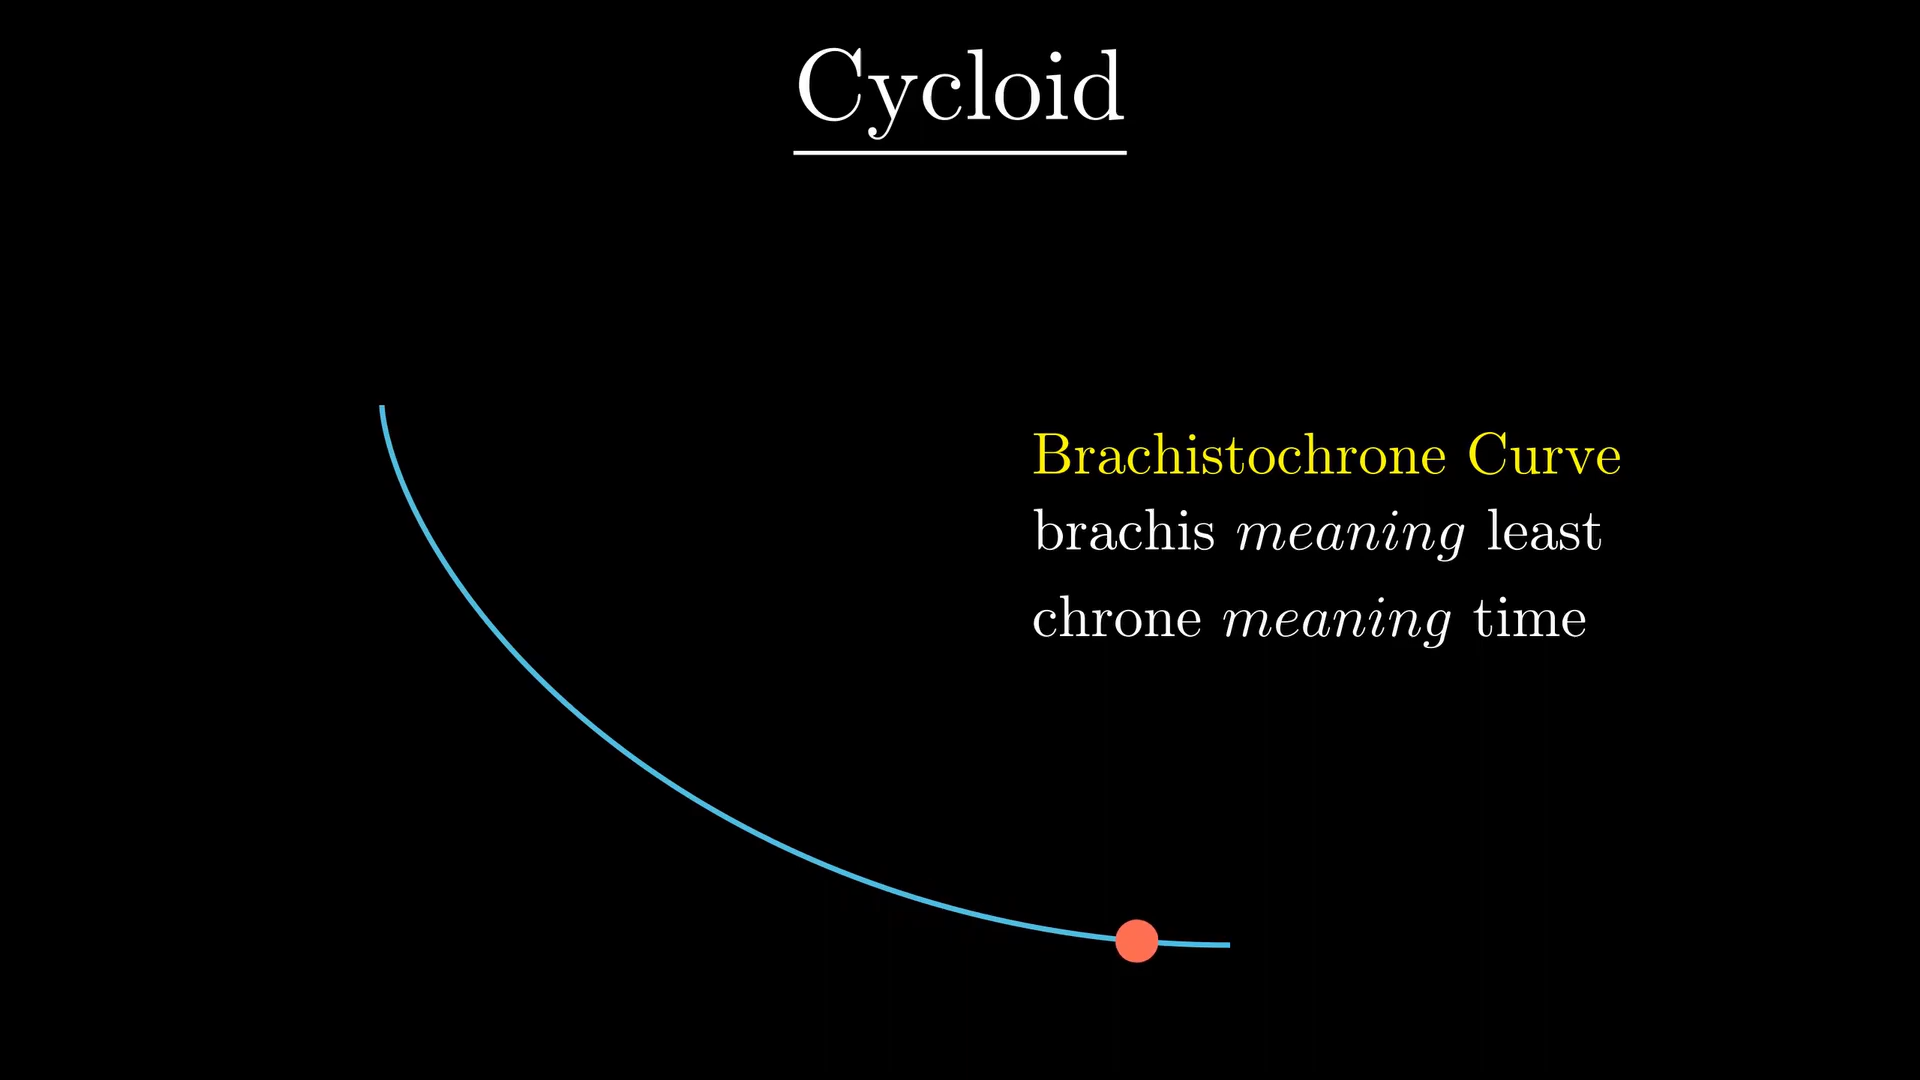 Cycloid
Brachistochrone Curve
brachis meaning least
chrone meaning time